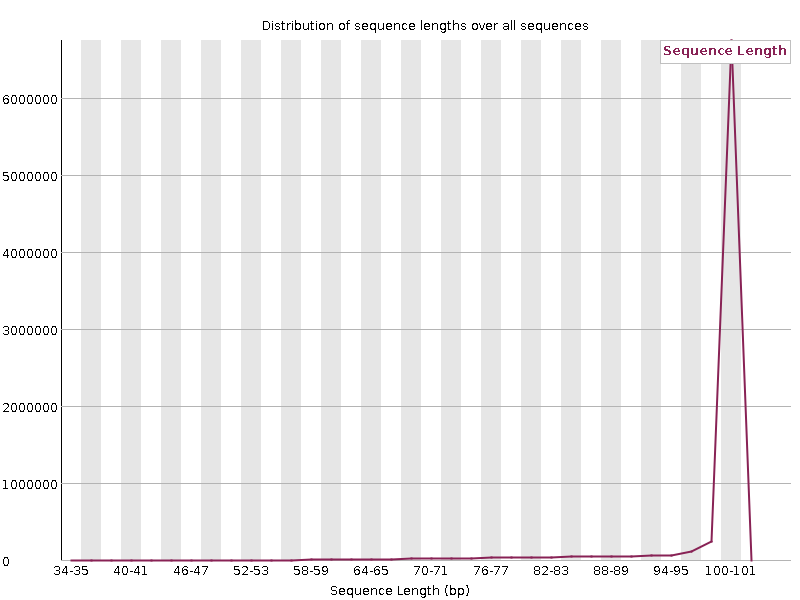 Distribution of sequence lengths over all sequences
Sequence Length
6000000
5000000
4000000
3000000
2000000
1000000
0
34-35 40-41 46-47 52-53 58-59 64-65 70-71 76-77 82-83 88-89 94-95 100-101
Sequence Length (bp)